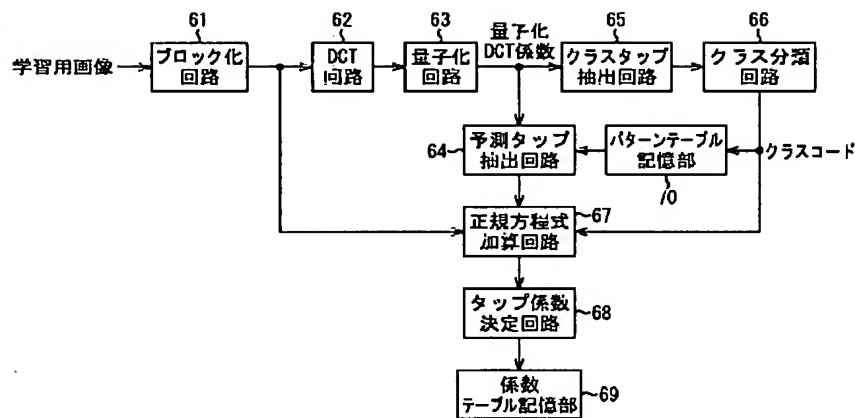 61
62
63
65
66
学習用画像
ブロック化
回路
DCT
回路
量子化
回路
量子化
DCT係数
クラスタップ
抽出回路
クラス分類
回路
64
予測タップ
抽出回路
パターンテーブル
記憶部
10
クラスコード
正規方程式
加算回路
67
タップ係数
決定回路
68
係数
テーブル記憶部
69